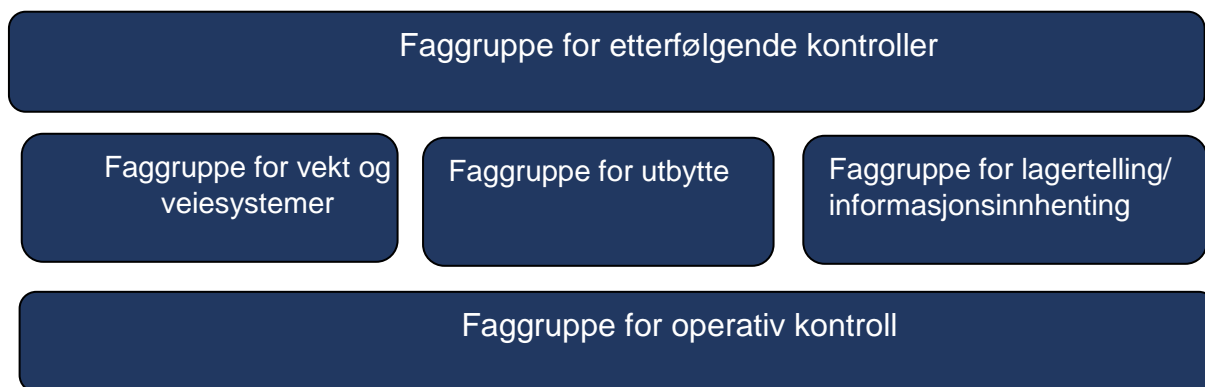 Faggruppe for etterfølgende kontroller
Faggruppe for vekt og
veiesystemer
Faggruppe for utbytte
Faggruppe for lagertelling/
informasjonsinnhenting
Faggruppe for operativ kontroll